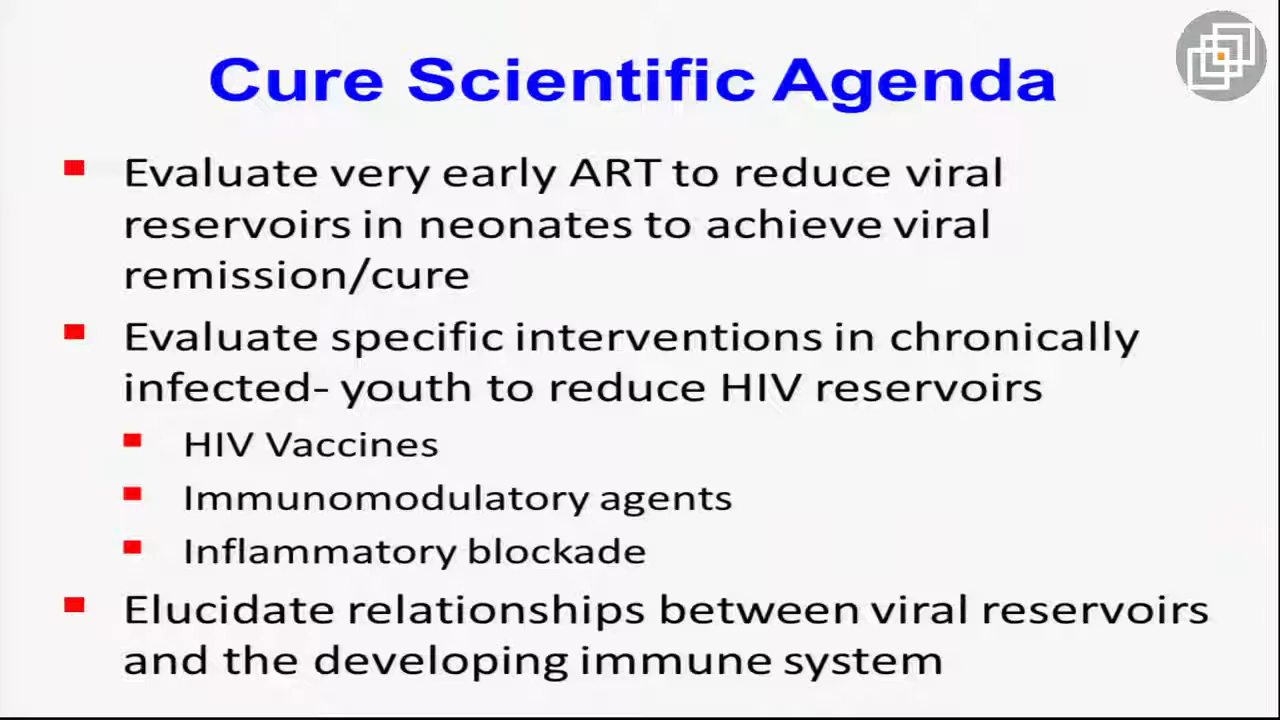 Cure Scientific Agenda
Evaluate very early ART to reduce viral
reservoirs in neonates to achieve viral
remission/cure
Evaluate specific interventions in chronically
infected- youth to reduce HIV reservoirs
HIV Vaccines
Immunomodulatory agents
Inflammatory blockade
Elucidate relationships between viral reservoirs
and the developing immune system